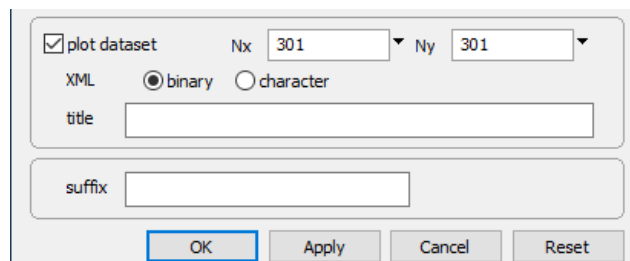 plot dataset Nx 301 Ny 301
XML binary character
title
suffix
OK Apply Cancel Reset